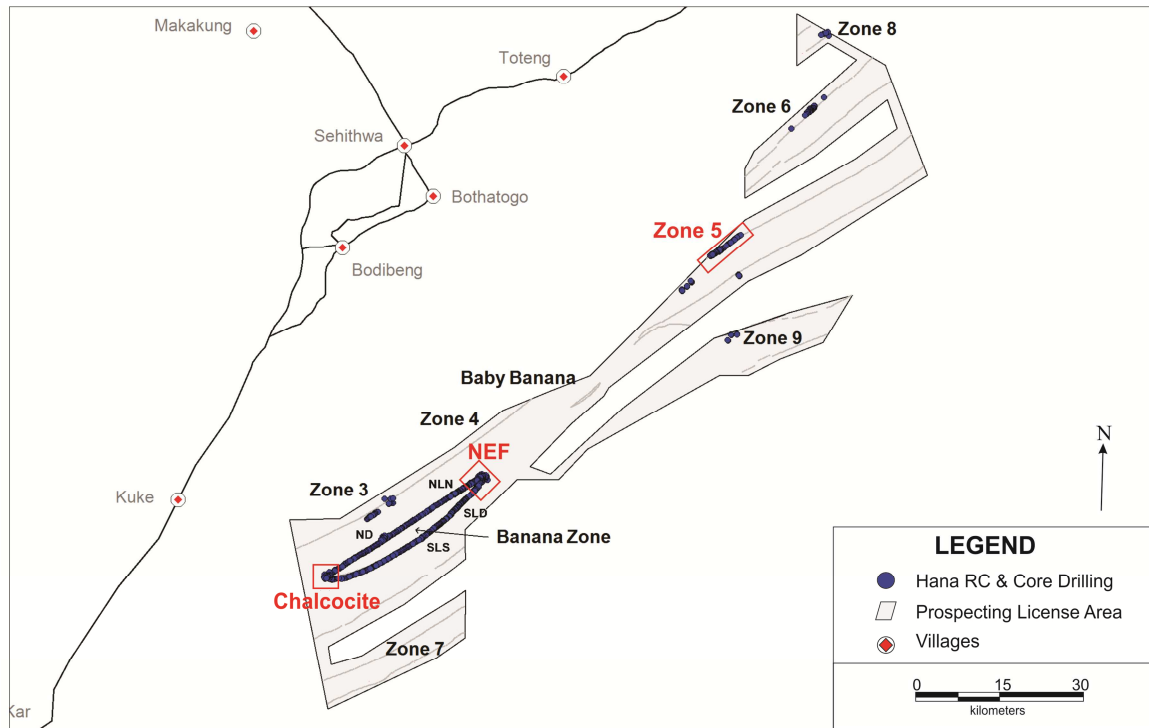 Makakung
Toteng
Zone 8
Zone 6
Sehithwa
Bothatogo
Zone 5
Bodibeng
Zone 9
Baby Banana
Zone 4
NEF
Zone 3
NLN
Kuke
SLD
ND
Banana Zone
SLS
Chalcocite
Zone 7
Kar
N
LEGEND
Hana RC & Core Drilling
Prospecting License Area
Villages
0 15 30
kilometers